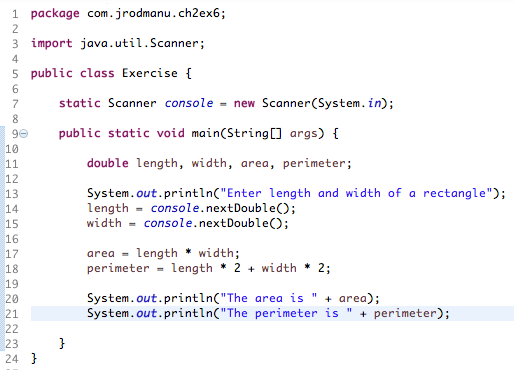 1 package com.jrodmanu.ch2ex6;
2
3 import java.util.Scanner;
4
5 public class Exercise {
6
7     static Scanner console = new Scanner(System.in);
8
9     public static void main(String[] args) {
10
11         double length, width, area, perimeter;
12
13         System.out.println("Enter length and width of a rectangle");
14         length = console.nextDouble();
15         width = console.nextDouble();
16
17         area = length * width;
18         perimeter = length * 2 + width * 2;
19
20         System.out.println("The area is " + area);
21         System.out.println("The perimeter is " + perimeter);
22
23     }
24 }